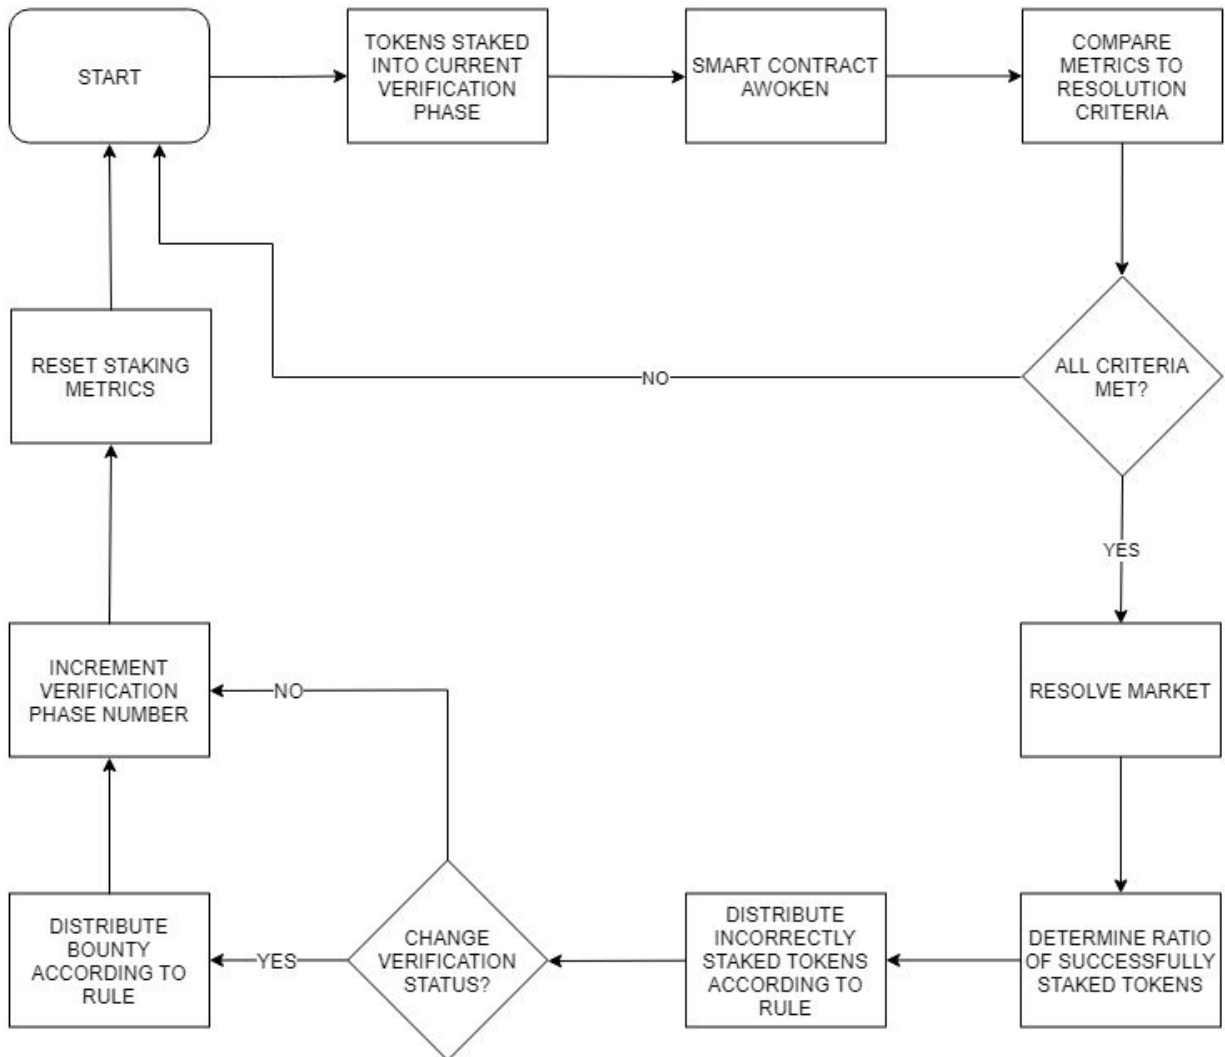 START
TOKENS STAKED
INTO CURRENT
VERIFICATION
PHASE
SMART CONTRACT
AWOKEN
COMPARE
METRICS TO
RESOLUTION
CRITERIA
ALL CRITERIA
MET?
NO
RESET STAKING
METRICS
YES
INCREMENT
VERIFICATION
PHASE NUMBER
NO
RESOLVE MARKET
DISTRIBUTE
BOUNTY
ACCORDING TO
RULE
YES
CHANGE
VERIFICATION
STATUS?
DISTRIBUTE
INCORRECTLY
STAKED TOKENS
ACCORDING TO
RULE
DETERMINE RATIO
OF SUCCESSFULLY
STAKED TOKENS